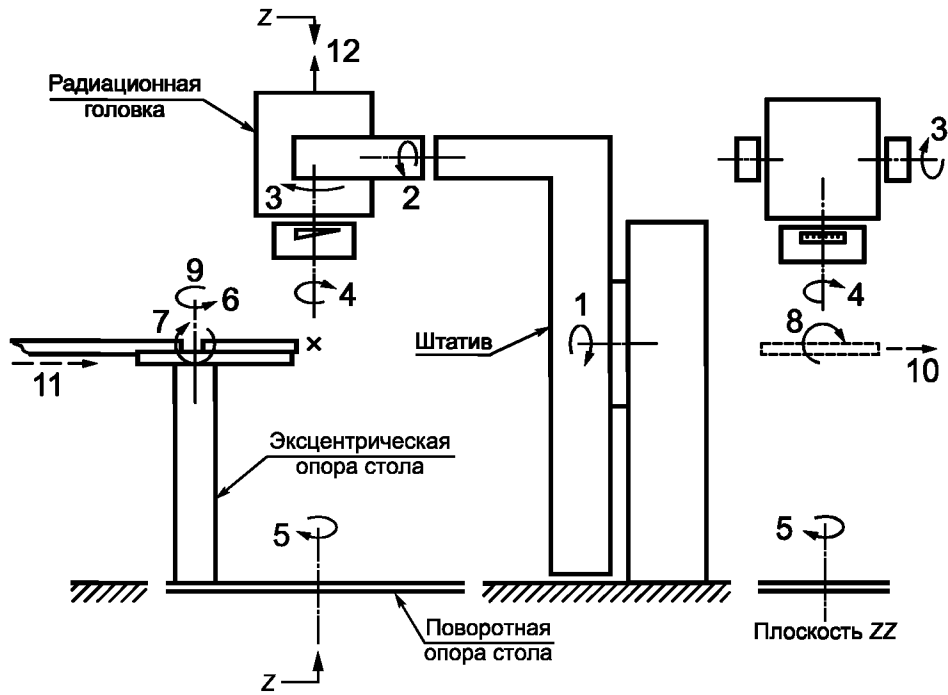 Z
12
Радиационная
головка
3
2
3
4
4
9
6
7
1
8
Штатив
11
10
Эксцентрическая
опора стола
5
5
Поворотная
опора стола
Плоскость ZZ
Z